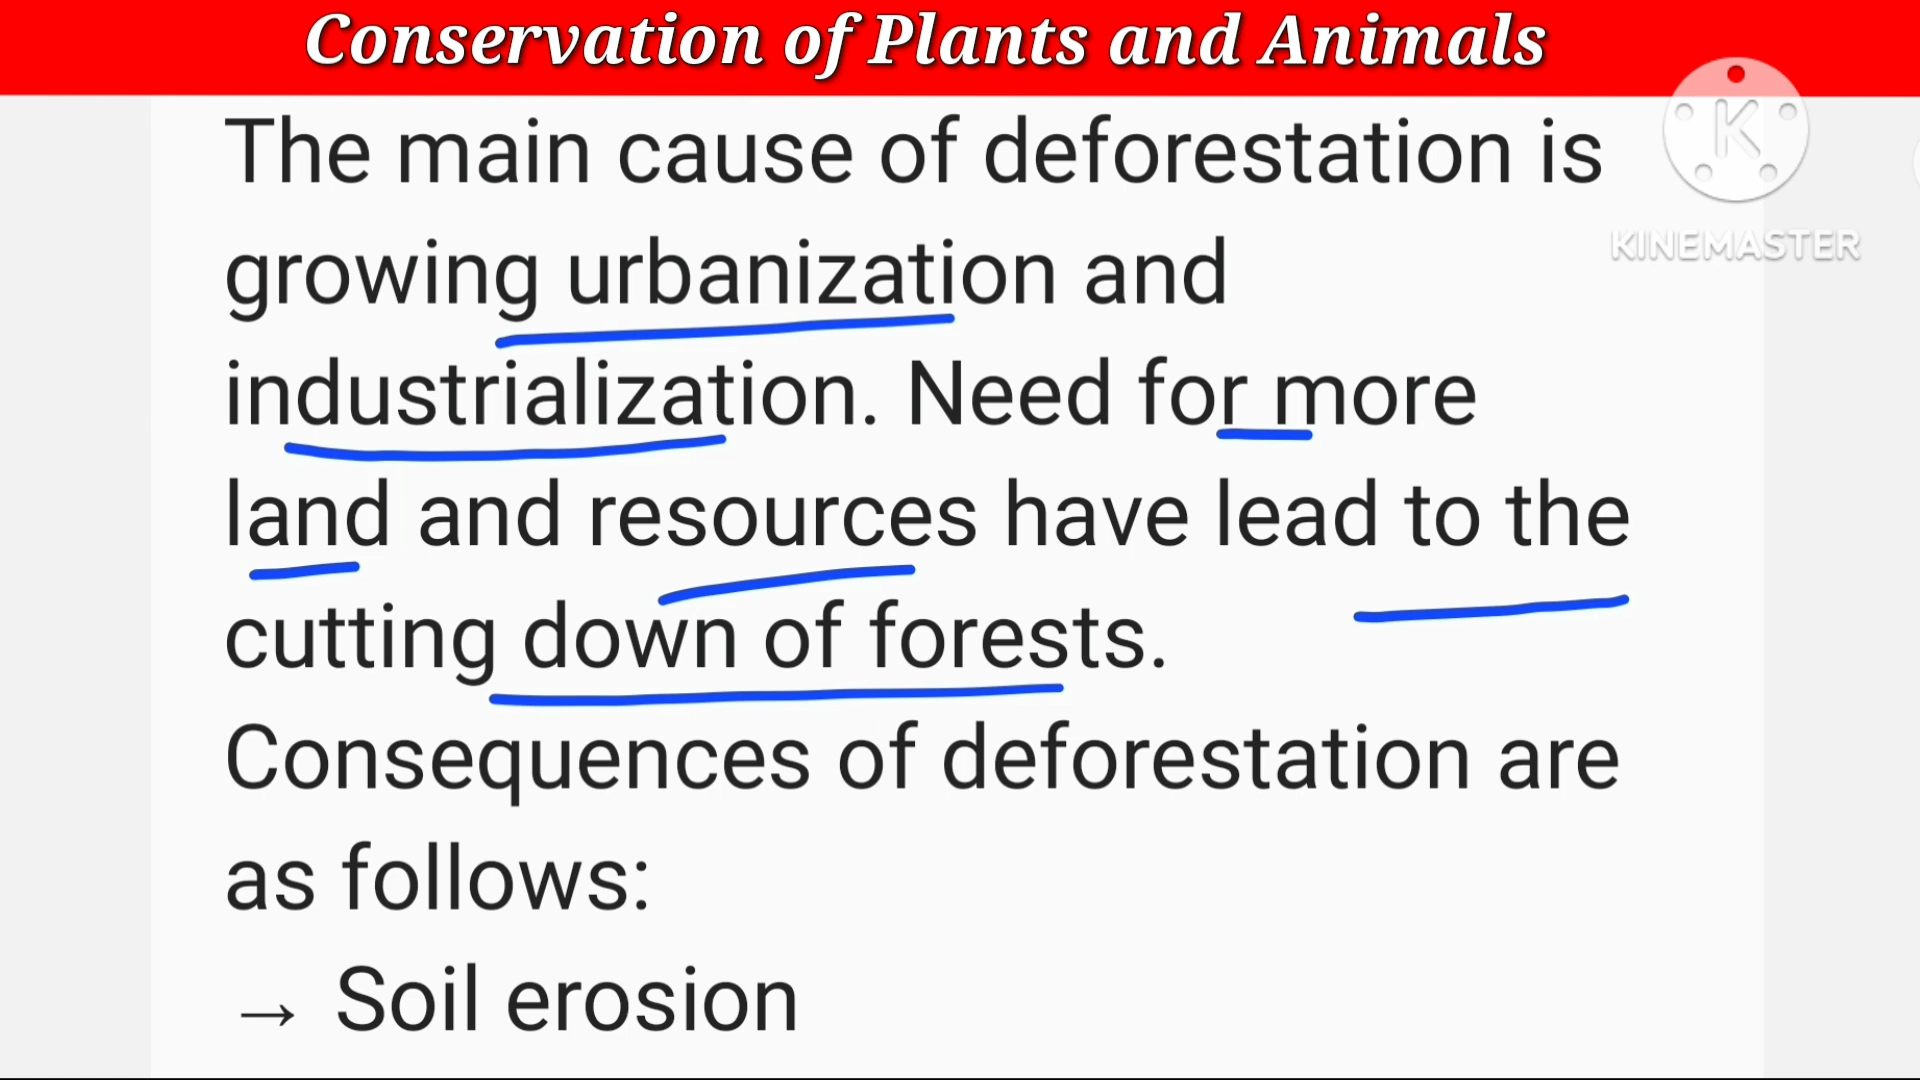 Conservation of Plants and Animals
The main cause of deforestation is
growing urbanization and
industrialization. Need for more
land and resources have lead to the
cutting down of forests.
Consequences of deforestation are
as follows:
→ Soil erosion
K
KINEMASTER